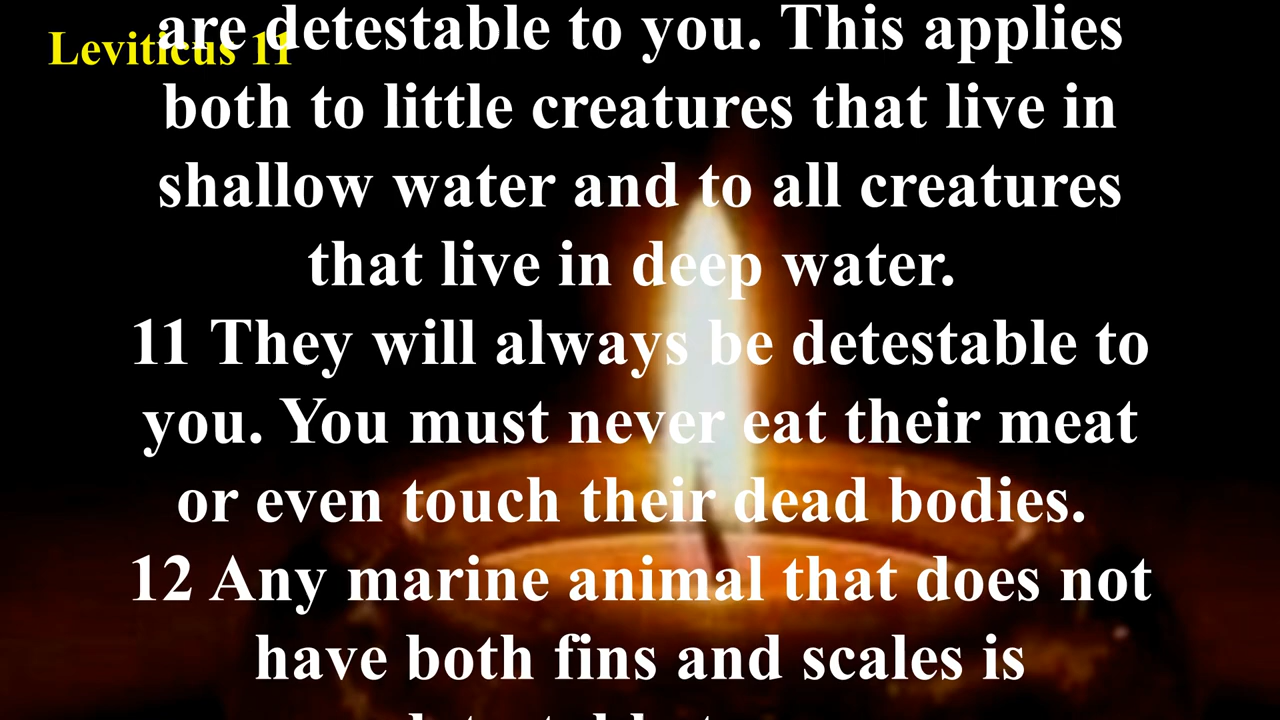 Leviticus 11
are detestable to you. This applies
both to little creatures that live in
shallow water and to all creatures
that live in deep water.
11 They will always be detestable to
you. You must never eat their meat
or even touch their dead bodies.
12 Any marine animal that does not
have both fins and scales is